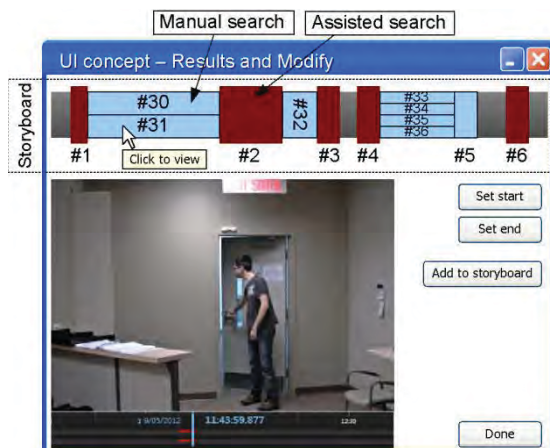 Manual search
Assisted search
UI concept – Results and Modify
Storyboard
#30
#31
#32
#33
#34
#35
#36
Click to view
#1
#2
#3
#4
#5
#6
Set start
Set end
Add to storyboard
11:43:59.877
Done